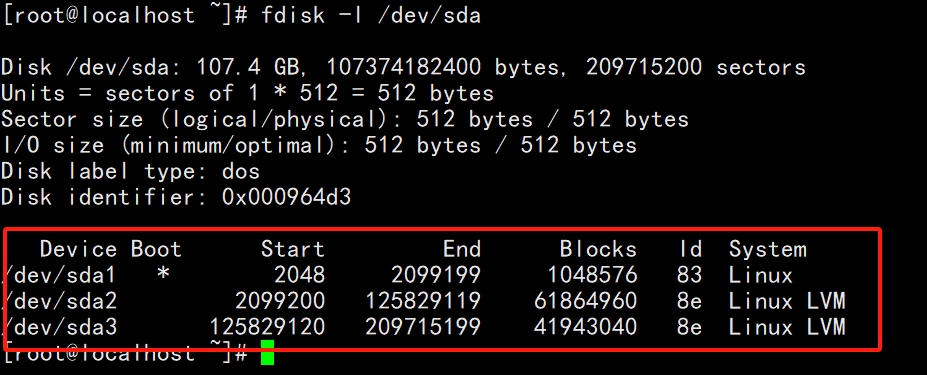 [root@localhost ~]# fdisk -l /dev/sda
Disk /dev/sda: 107.4 GB, 107374182400 bytes, 209715200 sectors
Units = sectors of 1 * 512 = 512 bytes
Sector size (logical/physical): 512 bytes / 512 bytes
I/O size (minimum/optimal): 512 bytes / 512 bytes
Disk label type: dos
Disk identifier: 0x000964d3
Device Boot Start End Blocks Id System
/dev/sda1 * 2048 2099199 1048576 83 Linux
/dev/sda2 2099200 125829119 61864960 8e Linux LVM
/dev/sda3 125829120 209715199 41943040 8e Linux LVM
[root@localhost ~]#